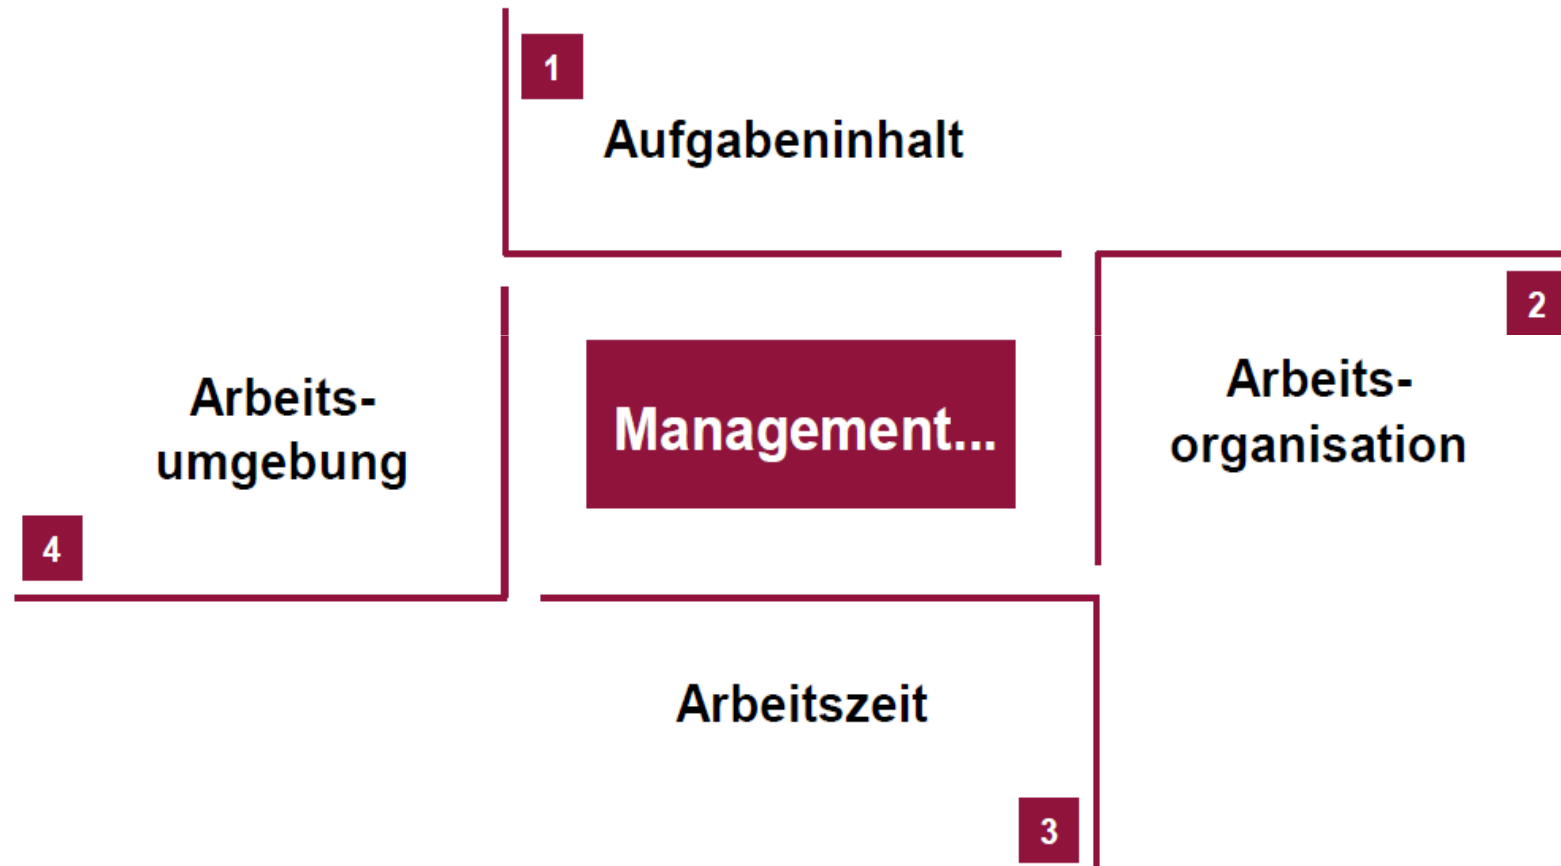 1
Aufgabeninhalt
2
Arbeits-
organisation
Management...
Arbeits-
umgebung
4
Arbeitszeit
3